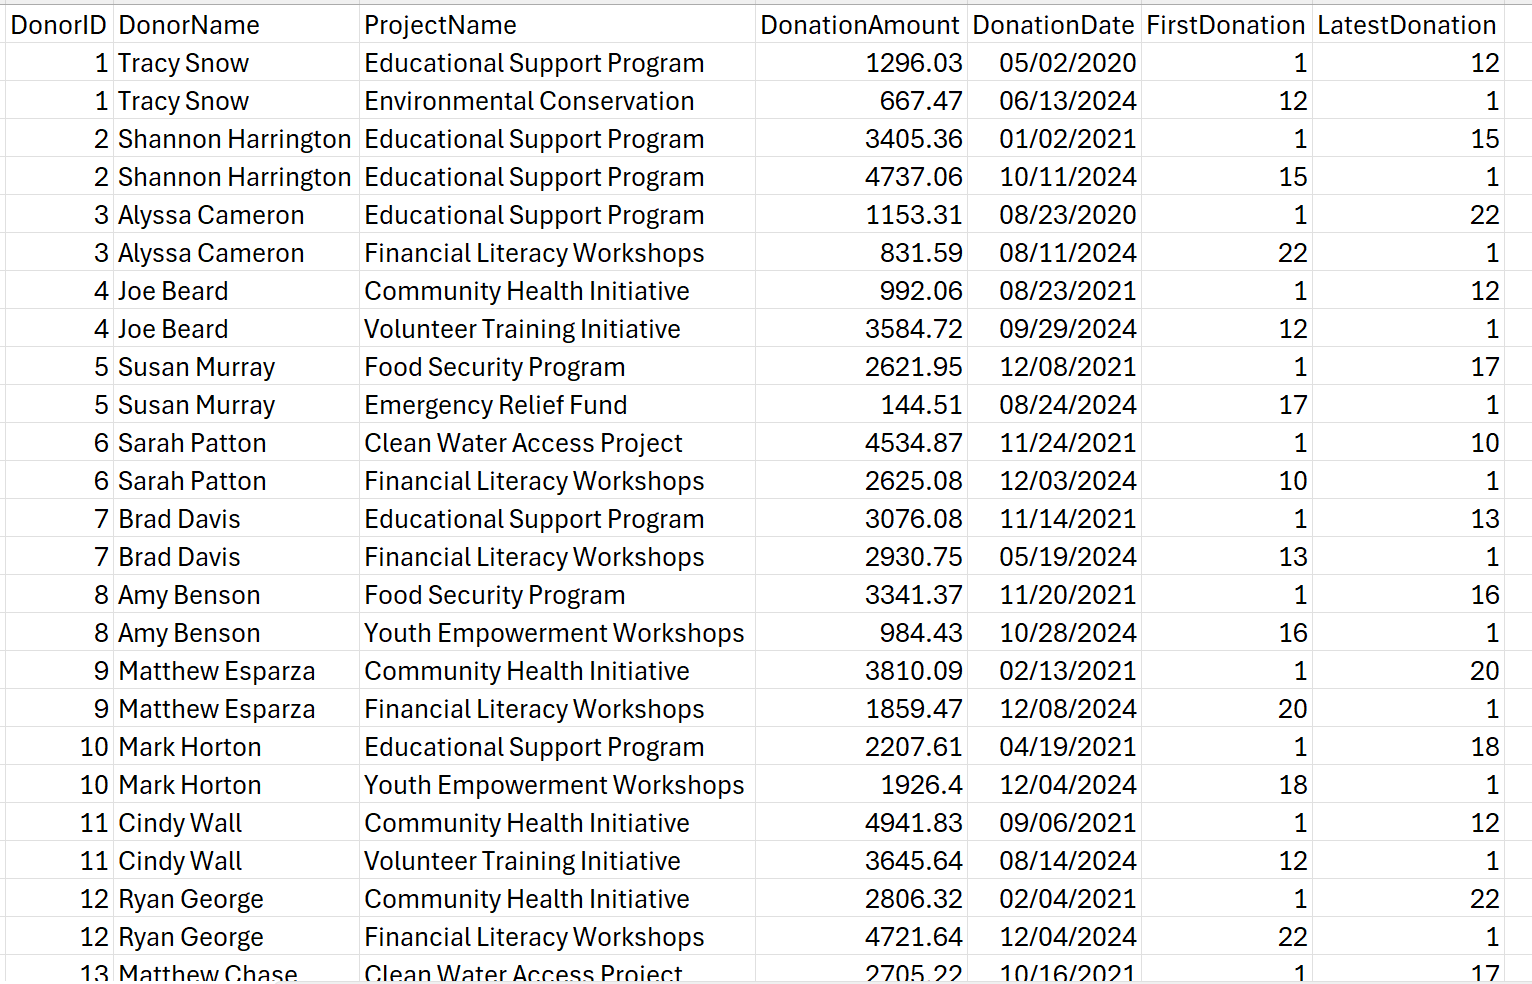 DonorID DonorName ProjectName DonationAmount DonationDate FirstDonation LatestDonation
1 Tracy Snow Educational Support Program 1296.03 05/02/2020 1 12
1 Tracy Snow Environmental Conservation 667.47 06/13/2024 12 1
2 Shannon Harrington Educational Support Program 3405.36 01/02/2021 1 15
2 Shannon Harrington Educational Support Program 4737.06 10/11/2024 15 1
3 Alyssa Cameron Educational Support Program 1153.31 08/23/2020 1 22
3 Alyssa Cameron Financial Literacy Workshops 831.59 08/11/2024 22 1
4 Joe Beard Community Health Initiative 992.06 08/23/2021 1 12
4 Joe Beard Volunteer Training Initiative 3584.72 09/29/2024 12 1
5 Susan Murray Food Security Program 2621.95 12/08/2021 1 17
5 Susan Murray Emergency Relief Fund 144.51 08/24/2024 17 1
6 Sarah Patton Clean Water Access Project 4534.87 11/24/2021 1 10
6 Sarah Patton Financial Literacy Workshops 2625.08 12/03/2024 10 1
7 Brad Davis Educational Support Program 3076.08 11/14/2021 1 13
7 Brad Davis Financial Literacy Workshops 2930.75 05/19/2024 13 1
8 Amy Benson Food Security Program 3341.37 11/20/2021 1 16
8 Amy Benson Youth Empowerment Workshops 984.43 10/28/2024 16 1
9 Matthew Esparza Community Health Initiative 3810.09 02/13/2021 1 20
9 Matthew Esparza Financial Literacy Workshops 1859.47 12/08/2024 20 1
10 Mark Horton Educational Support Program 2207.61 04/19/2021 1 18
10 Mark Horton Youth Empowerment Workshops 1926.4 12/04/2024 18 1
11 Cindy Wall Community Health Initiative 4941.83 09/06/2021 1 12
11 Cindy Wall Volunteer Training Initiative 3645.64 08/14/2024 12 1
12 Ryan George Community Health Initiative 2806.32 02/04/2021 1 22
12 Ryan George Financial Literacy Workshops 4721.64 12/04/2024 22 1
13 Matthew Chase Clean Water Access Project 2705.22 10/16/2021 1 17